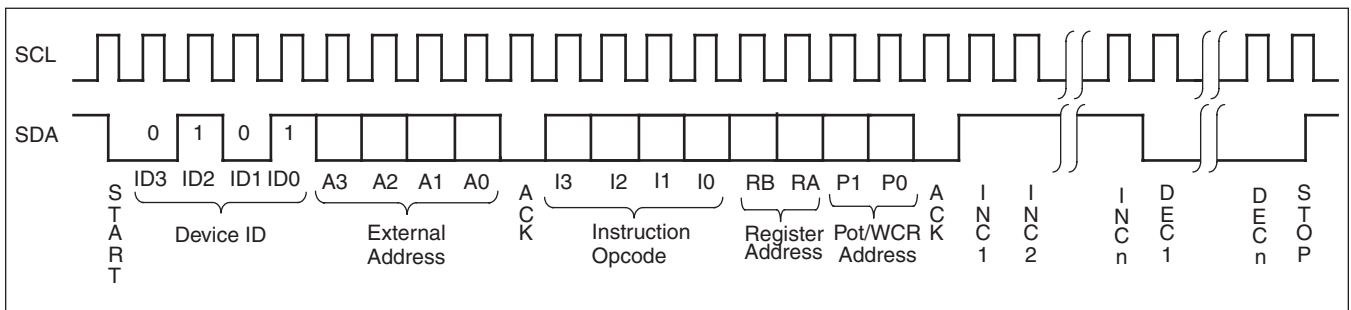 SCL
SDA
0 1 0 1
ID3 ID2 ID1 ID0 A3 A2 A1 A0 I3 I2 I1 I0 RB RA P1 P0
START
Device ID
External
Address
ACK
Instruction
Opcode
Register
Address
Pot/WCR
Address
ACK
INC1
INC2
INCn
DEC1
DECn
STOP